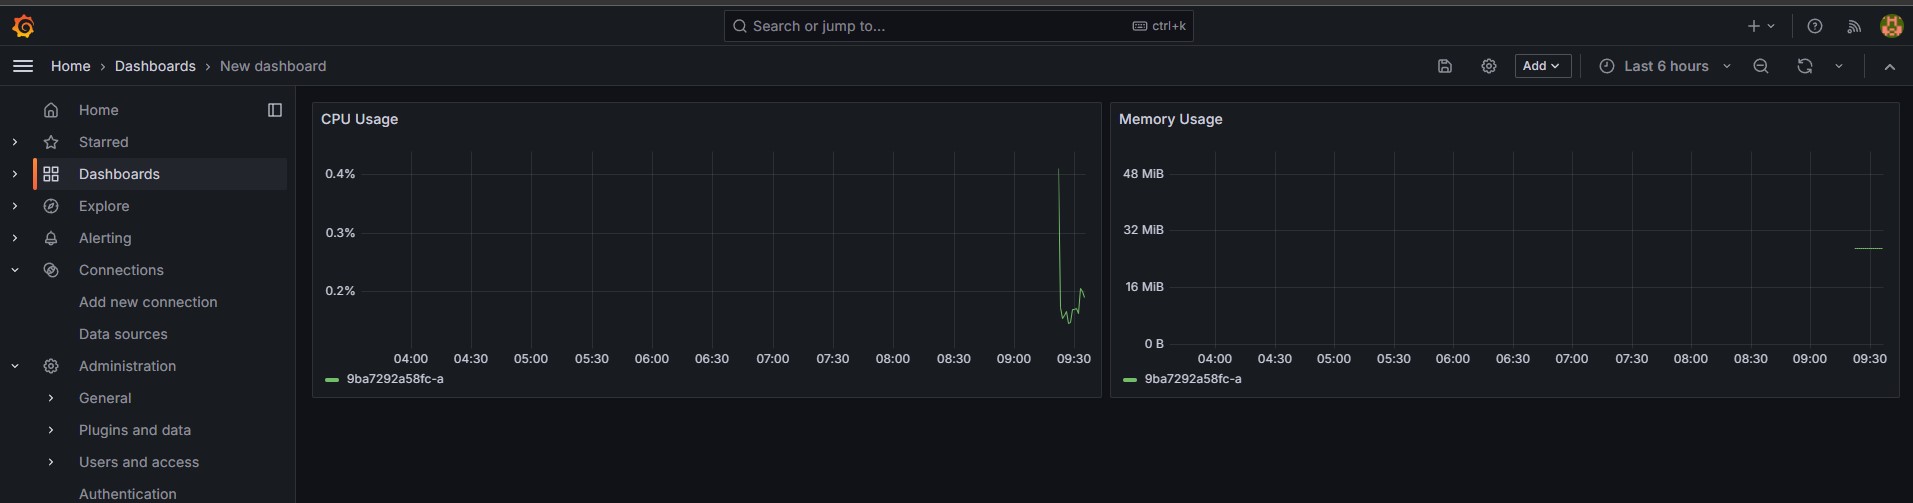 Search or jump to... ctrl+k
Home › Dashboards › New dashboard
Add
Last 6 hours
Home
Starred
Dashboards
Explore
Alerting
Connections
Add new connection
Data sources
Administration
General
Plugins and data
Users and access
Authentication
CPU Usage
0.4%
0.3%
0.2%
04:00 04:30 05:00 05:30 06:00 06:30 07:00 07:30 08:00 08:30 09:00 09:30
9ba7292a58fc-a
Memory Usage
48 MiB
32 MiB
16 MiB
0 B
04:00 04:30 05:00 05:30 06:00 06:30 07:00 07:30 08:00 08:30 09:00 09:30
9ba7292a58fc-a